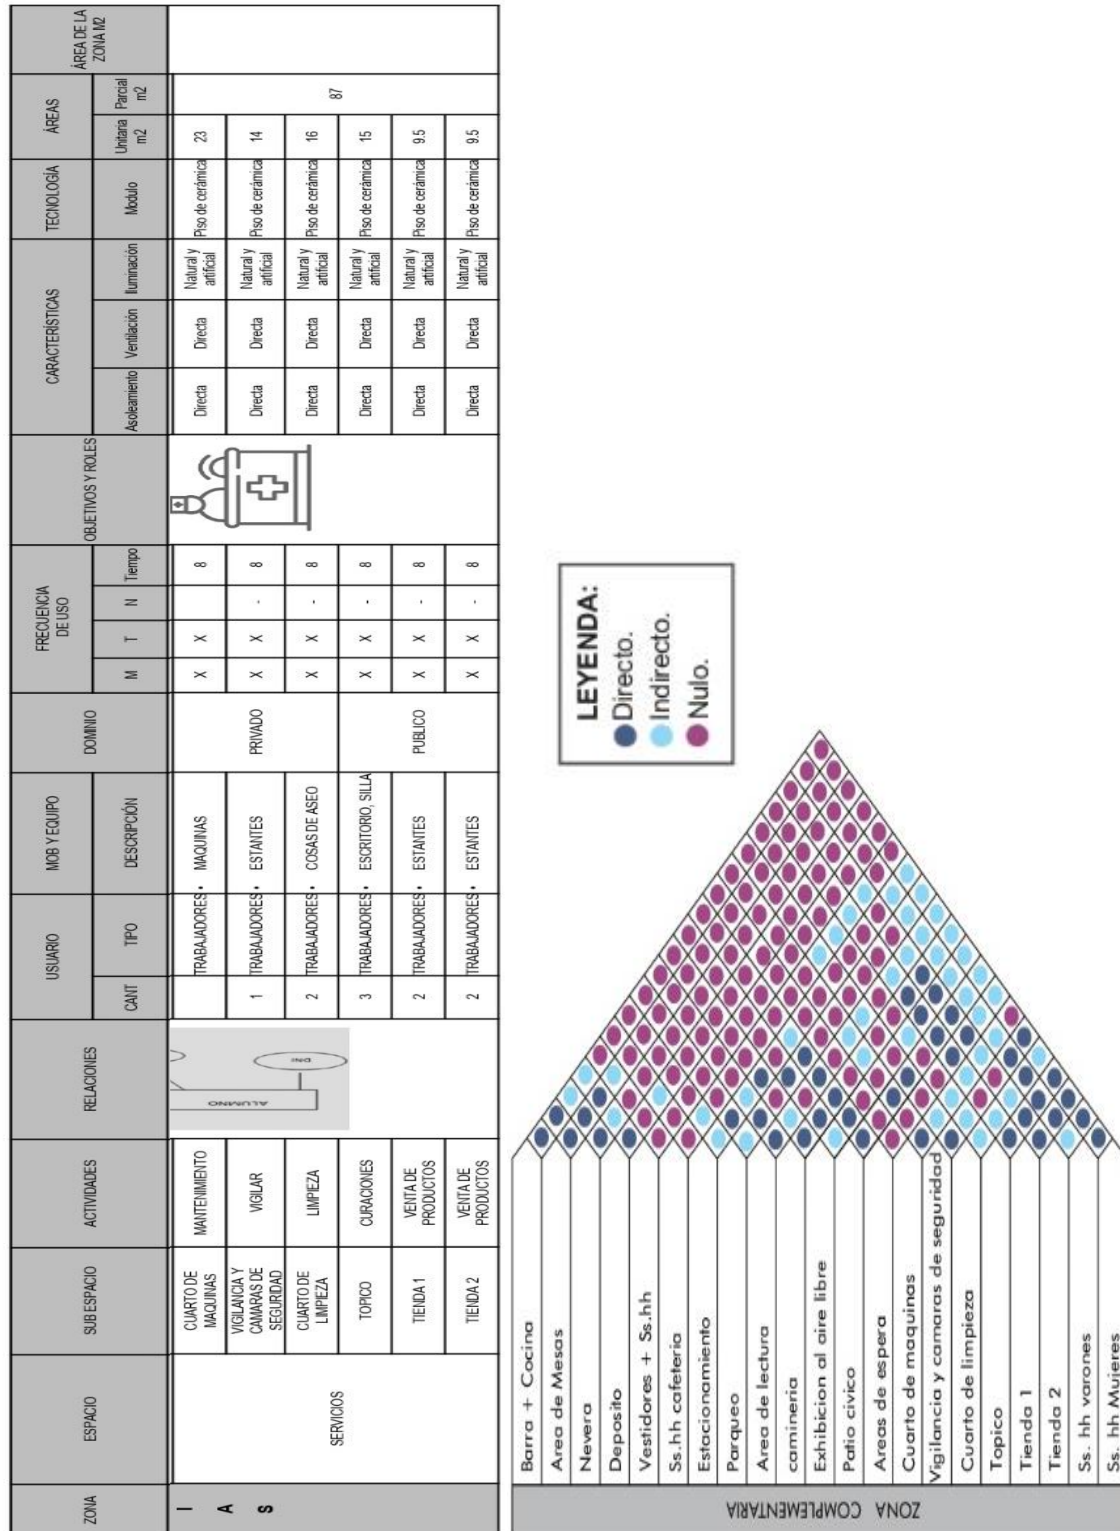 ZONA
ESPACIO
SUB ESPACIO
ACTIVIDADES
RELACIONES
USUARIO
CANT
TIPO
MOB Y EQUIPO
DESCRIPCIÓN
DOMINIO
FRECUENCIA
DE USO
M
T
N
Tiempo
OBJETIVOS Y ROLES
CARACTERÍSTICAS
Asoleamiento
Ventilación
Iluminación
TECNOLOGÍA
Modulo
ÁREAS
Unitaria
m2
Parcial
m2
ÁREA DE LA
ZONA M2
I
A
S
SERVICIOS
ALUMNO
DNI
PRIVADO
PUBLICO
87
CUARTO DE
MAQUINAS
MANTENIMIENTO
TRABAJADORES • MAQUINAS
X X 8
Directa Directa
Natural y
artificial
Piso de cerámica
23
VIGILANCIA Y
CAMARAS DE
SEGURIDAD
VIGILAR
1
TRABAJADORES • ESTANTES
X X - 8
Directa Directa
Natural y
artificial
Piso de cerámica
14
CUARTO DE
LIMPIEZA
LIMPIEZA
2
TRABAJADORES • COSAS DE ASEO
X X - 8
Directa Directa
Natural y
artificial
Piso de cerámica
16
TOPICO
CURACIONES
3
TRABAJADORES • ESCRITORIO, SILLA
X X - 8
Directa Directa
Natural y
artificial
Piso de cerámica
15
TIENDA 1
VENTA DE
PRODUCTOS
2
TRABAJADORES • ESTANTES
X X - 8
Directa Directa
Natural y
artificial
Piso de cerámica
9.5
TIENDA 2
VENTA DE
PRODUCTOS
2
TRABAJADORES • ESTANTES
X X - 8
Directa Directa
Natural y
artificial
Piso de cerámica
9.5
ZONA COMPLEMENTARIA
Barra + Cocina
Area de Mesas
Nevera
Deposito
Vestidores + Ss.hh
Ss.hh cafeteria
Estacionamiento
Parqueo
Area de lectura
camineria
Exhibicion al aire libre
Patio civico
Areas de espera
Cuarto de maquinas
Vigilancia y camaras de seguridad
Cuarto de limpieza
Topico
Tienda 1
Tienda 2
Ss. hh varones
Ss. hh Mujeres
LEYENDA:
Directo.
Indirecto.
Nulo.